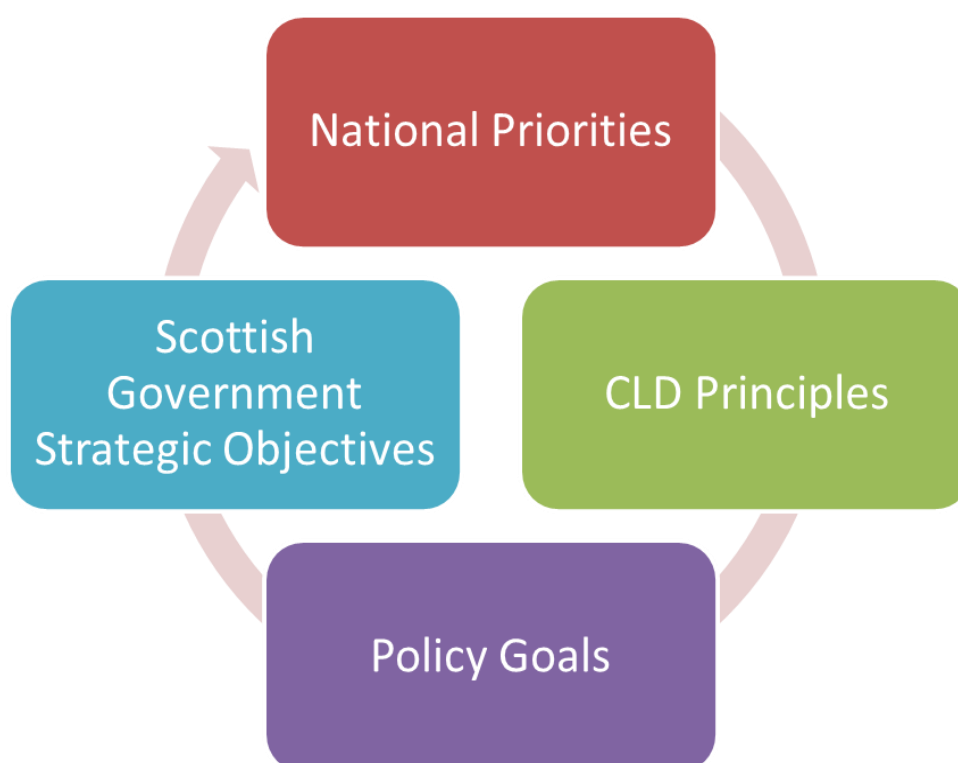 National Priorities
Scottish
Government
Strategic Objectives
CLD Principles
Policy Goals